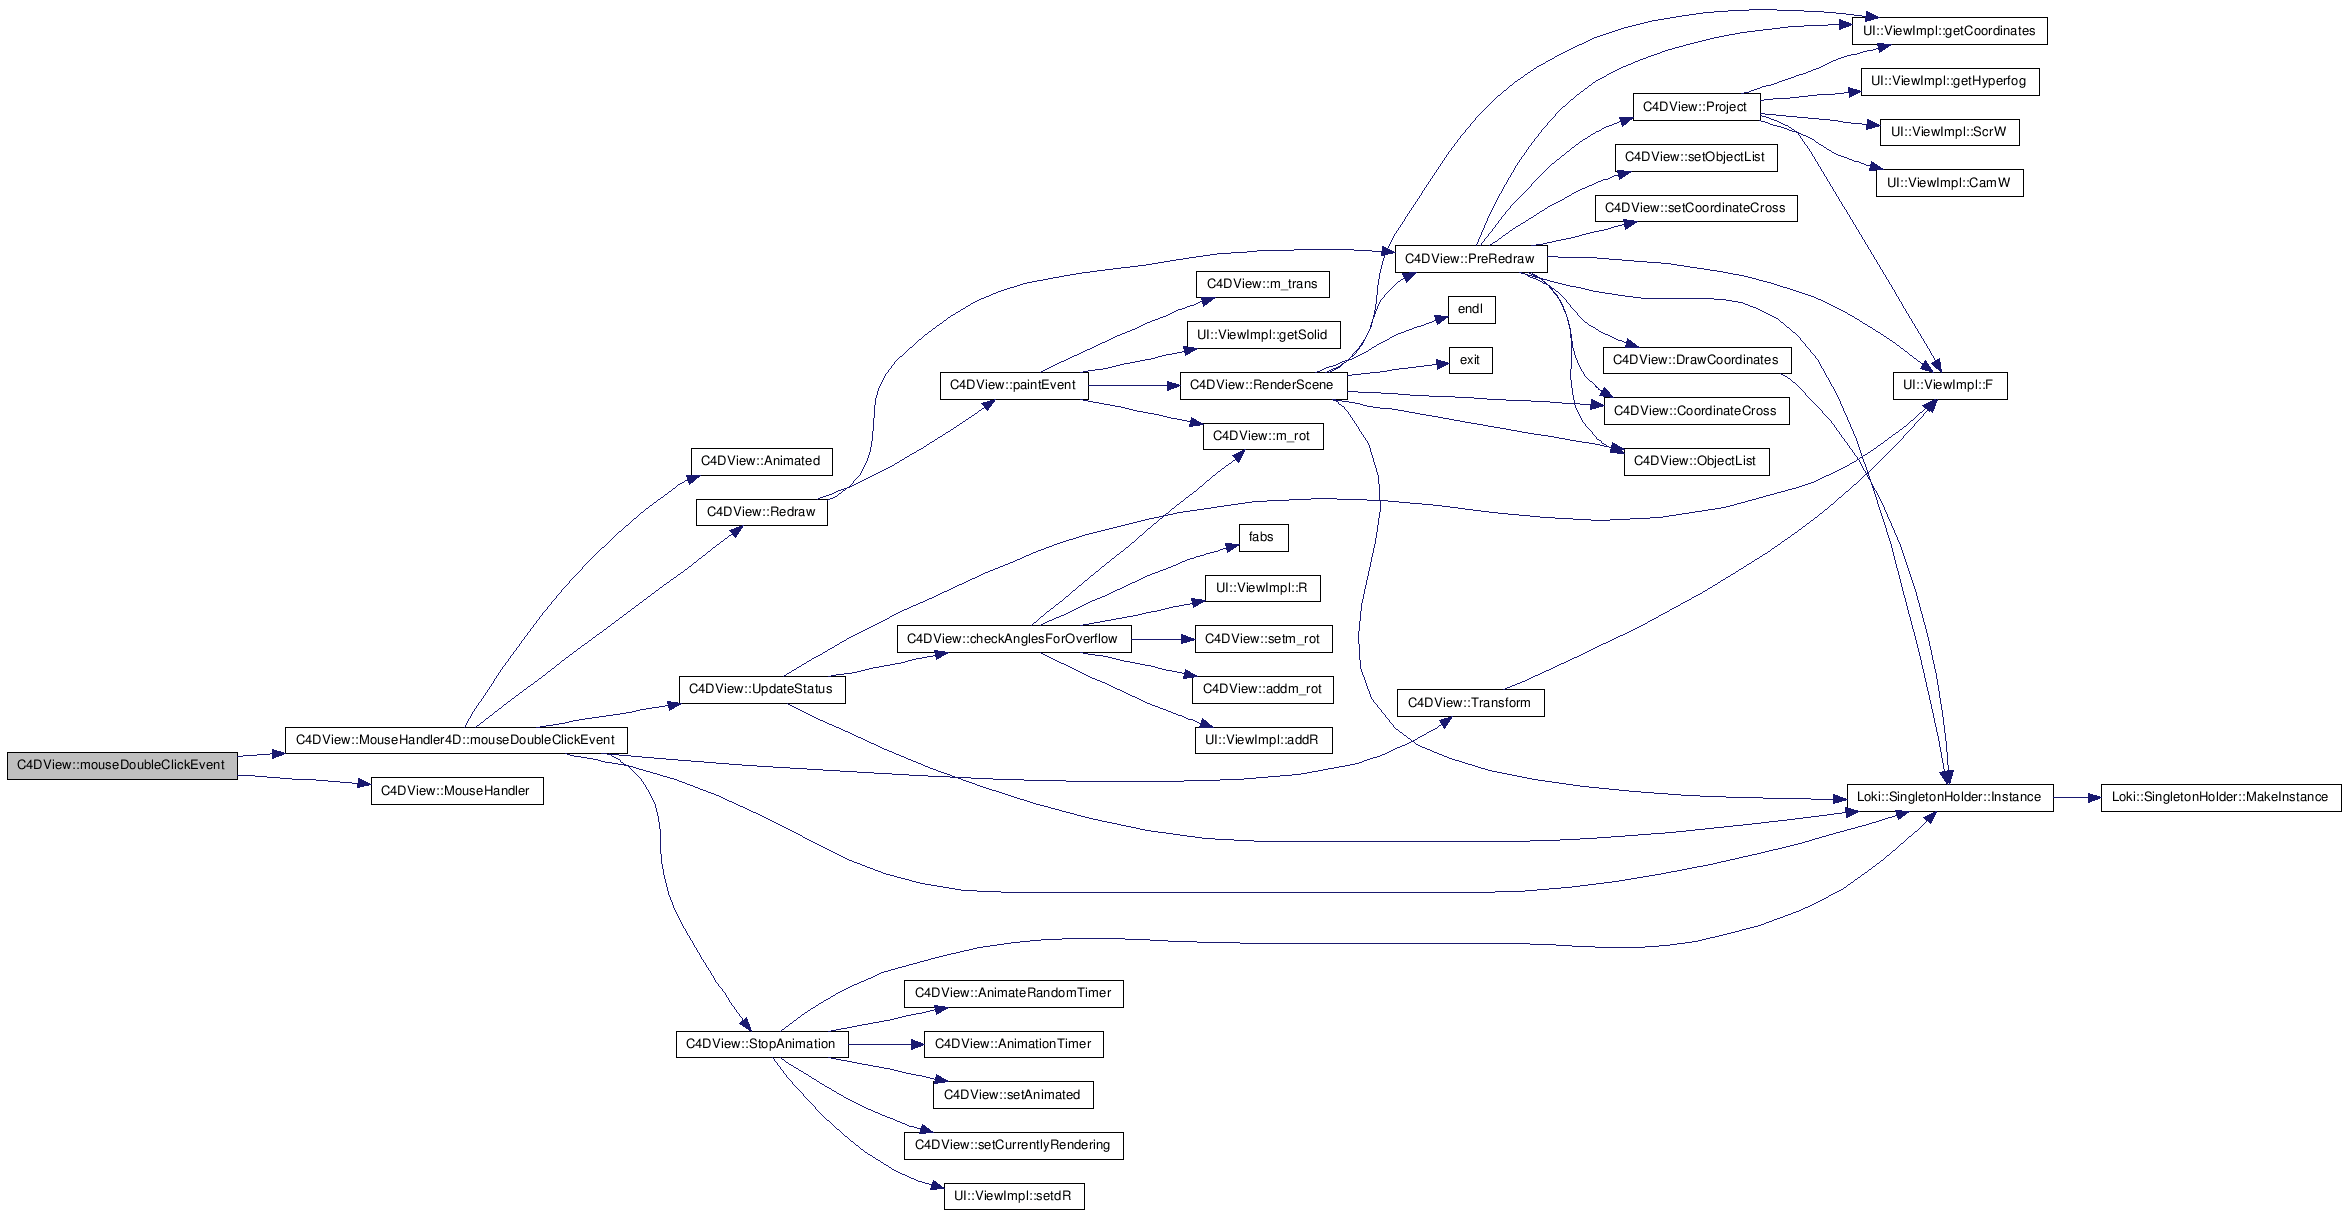 C4DView::mouseDoubleClickEvent
C4DView::MouseHandler4D::mouseDoubleClickEvent
C4DView::MouseHandler
C4DView::Animated
C4DView::Redraw
C4DView::UpdateStatus
C4DView::StopAnimation
C4DView::paintEvent
C4DView::checkAnglesForOverflow
C4DView::AnimateRandomTimer
C4DView::AnimationTimer
C4DView::setAnimated
C4DView::setCurrentlyRendering
UI::ViewImpl::setdR
C4DView::m_trans
UI::ViewImpl::getSolid
C4DView::RenderScene
C4DView::m_rot
fabs
UI::ViewImpl::R
C4DView::setm_rot
C4DView::addm_rot
UI::ViewImpl::addR
C4DView::PreRedraw
endl
exit
C4DView::Transform
C4DView::Project
C4DView::setObjectList
C4DView::setCoordinateCross
C4DView::DrawCoordinates
C4DView::CoordinateCross
C4DView::ObjectList
UI::ViewImpl::getCoordinates
UI::ViewImpl::getHyperfog
UI::ViewImpl::ScrW
UI::ViewImpl::CamW
UI::ViewImpl::F
Loki::SingletonHolder::Instance
Loki::SingletonHolder::MakeInstance